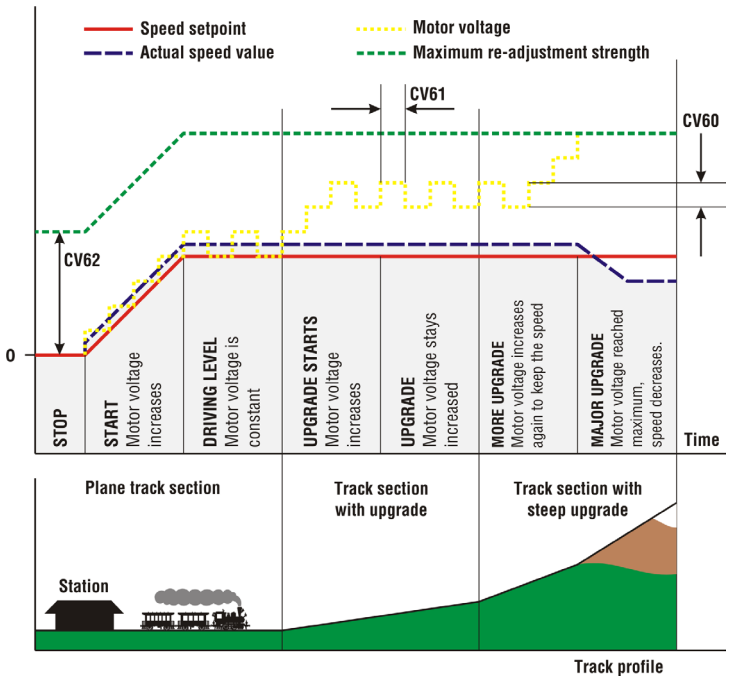 Speed setpoint
Actual speed value
Motor voltage
Maximum re-adjustment strength
CV61
CV60
CV62
0
STOP
START
Motor voltage
increases
DRIVING LEVEL
Motor voltage is
constant
UPGRADE STARTS
Motor voltage
increases
UPGRADE
Motor voltage stays
increased
MORE UPGRADE
Motor voltage increases
again to keep the speed
MAJOR UPGRADE
Motor voltage reached
maximum,
speed decreases.
Time
Plane track section
Track section
with upgrade
Track section with
steep upgrade
Station
Track profile